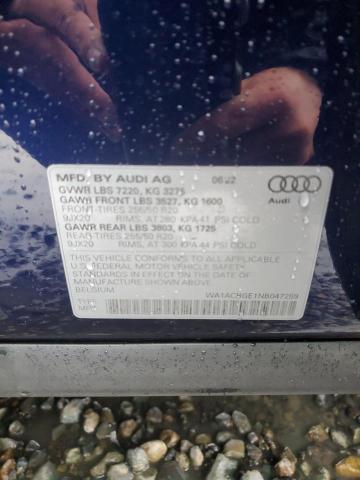 MFD. BY AUDI AG 06/22
GVWR LBS 7220, KG 3275
GAWR FRONT LBS 3527, KG 1600
FRONT-TIRES 255/50 R20
9JX20 RIMS, AT 280 KPA 41 PSI COLD
GAWR REAR LBS 3803, KG 1725
REAR-TIRES 255/50 R20
9JX20 RIMS, AT 300 KPA 44 PSI COLD
Audi
THIS VEHICLE CONFORMS TO ALL APPLICABLE
U.S. FEDERAL MOTOR VEHICLE SAFETY
STANDARDS IN EFFECT ON THE DATE OF
MANUFACTURE SHOWN ABOVE.
BELGIUM
TYPE: